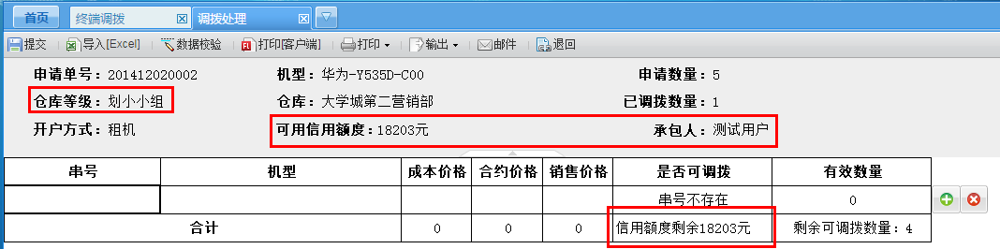 首页 终端调拨 调拨处理
提交 导入[Excel] 数据校验 打印[客户端] 打印 输出 邮件 退回
申请单号：201412020002 机型：华为-Y535D-C00 申请数量：5
仓库等级：划小小组 仓库：大学城第二营销部 已调拨数量：1
开户方式：租机 可用信用额度：18203元 承包人：测试用户
串号 机型 成本价格 合约价格 销售价格 是否可调拨 有效数量
串号不存在 0
合计 0 0 0 信用额度剩余18203元 剩余可调拨数量：4